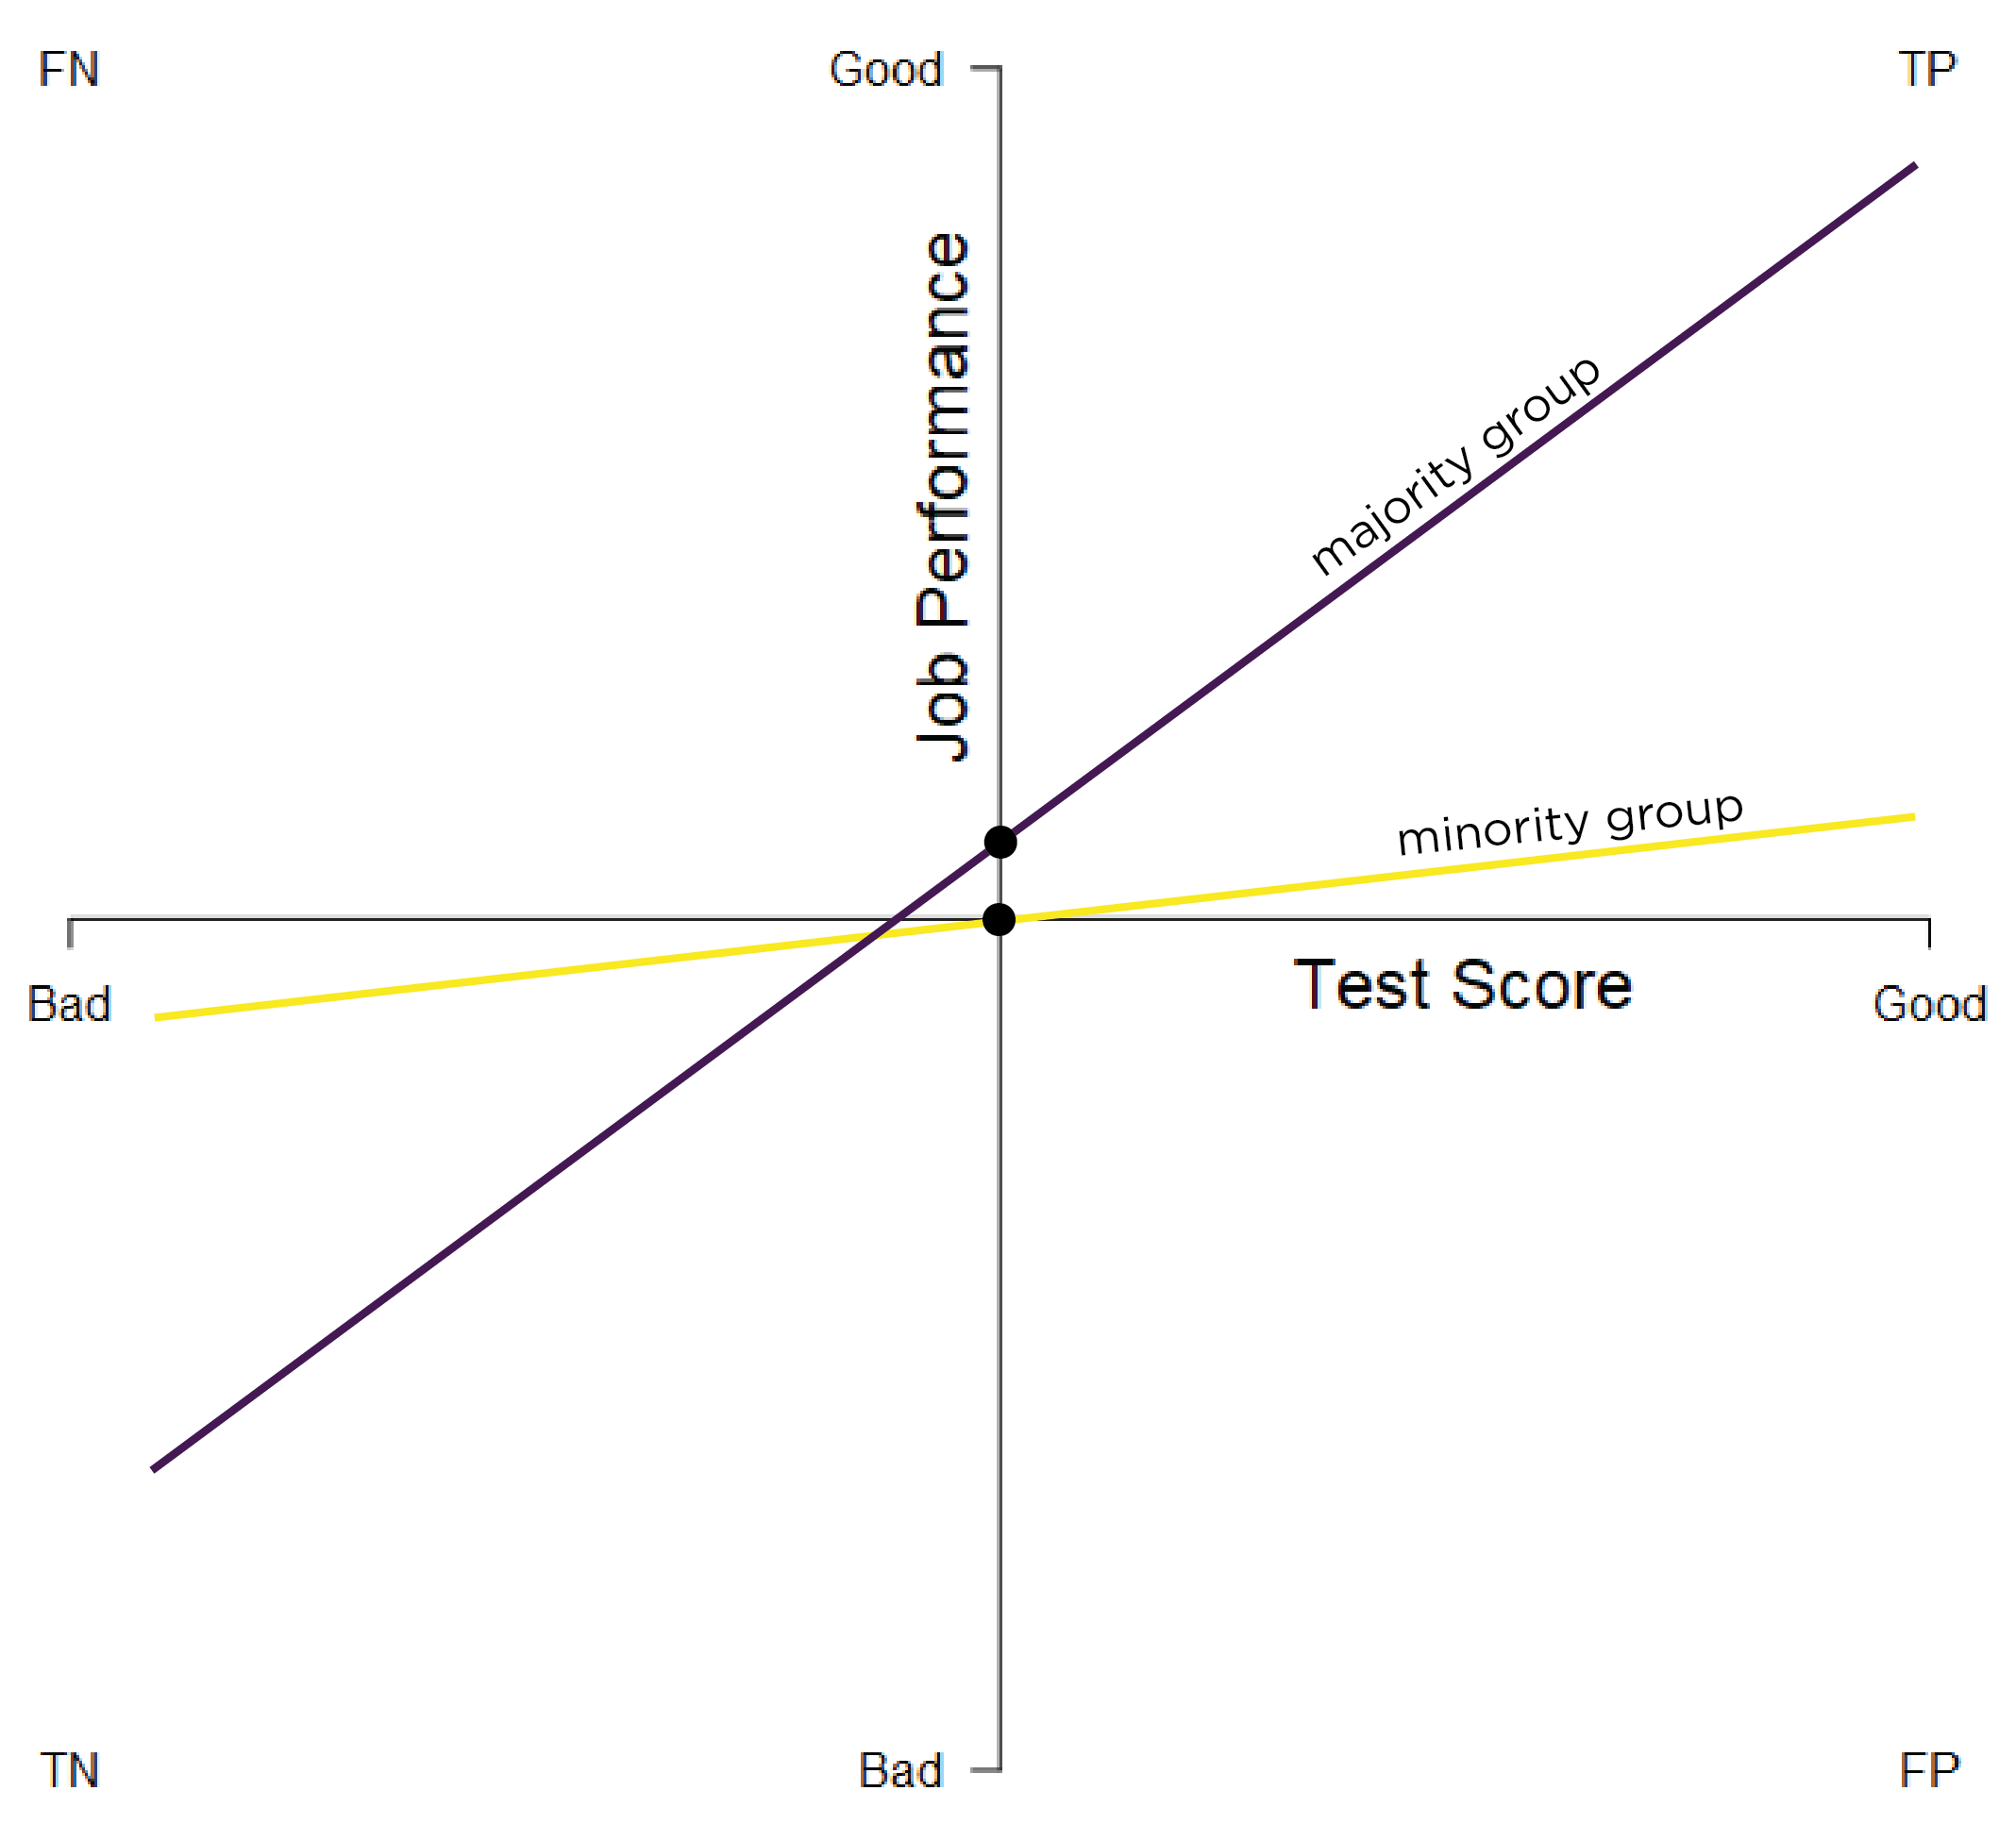 FN
Good
TP
Job Performance
majority group
minority group
Bad
Test Score
Good
TN
Bad
FP